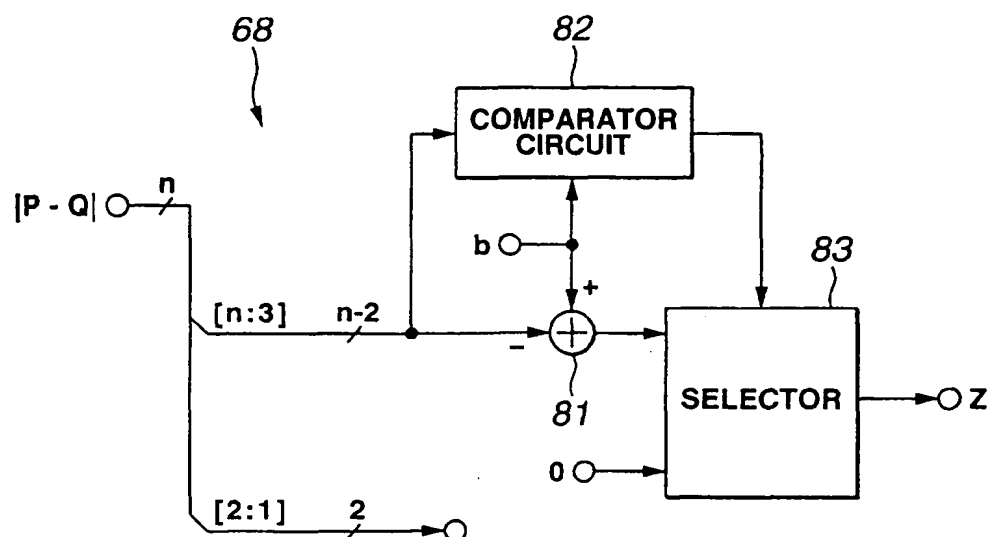 68
82
COMPARATOR
CIRCUIT
|P - Q|
n
b
+
83
[n:3]
n-2
-
81
SELECTOR
Z
0
[2:1]
2